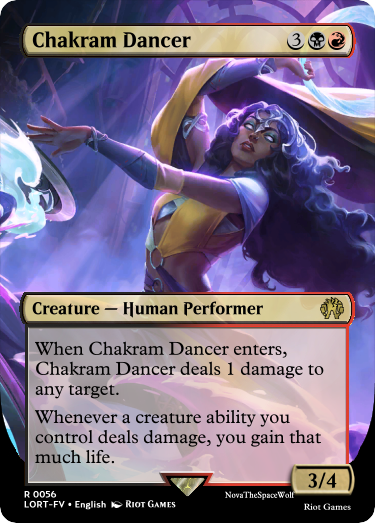 Chakram Dancer 3
Creature — Human Performer
When Chakram Dancer enters,
Chakram Dancer deals 1 damage to
any target.
Whenever a creature ability you
control deals damage, you gain that
much life.
3/4
R 0056
LORT-FV • English RIOT GAMES
NovaTheSpaceWolf
Riot Games